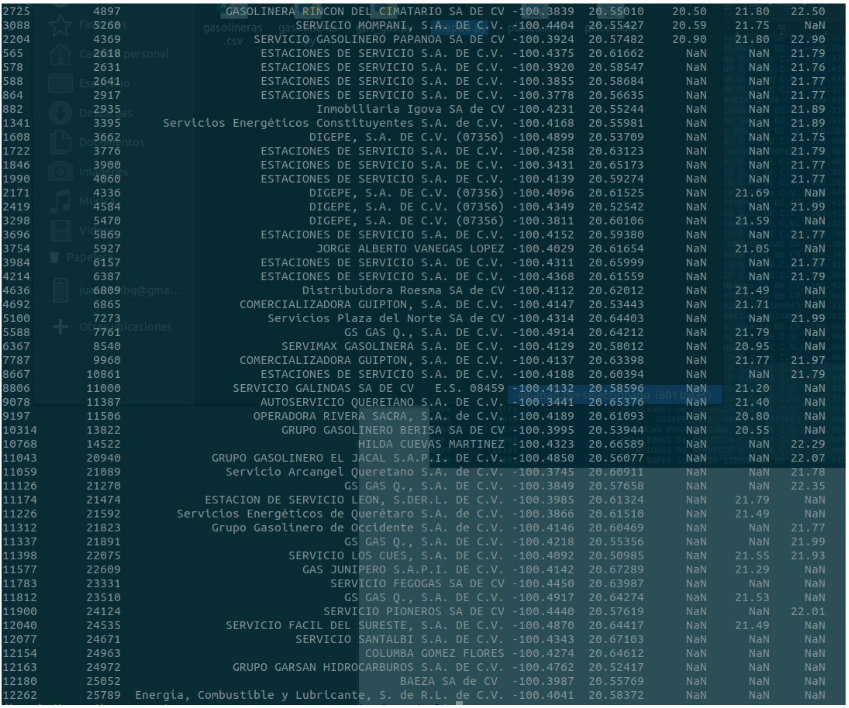 2725 4897 GASOLINERA RINCON DEL CIMATARIO SA DE CV -100.3839 20.55010 20.50 21.80 22.50
3088 5260 SERVICIO MOMPANI, S.A. DE C.V. -100.4404 20.55427 20.59 21.75 NaN
2204 4369 SERVICIO GASOLINERO PAPANOA SA DE CV -100.3924 20.57482 20.90 21.80 22.90
565 2618 ESTACIONES DE SERVICIO S.A. DE C.V. -100.4375 20.61662 NaN NaN 21.79
578 2631 ESTACIONES DE SERVICIO S.A. DE C.V. -100.3920 20.58547 NaN NaN 21.76
588 2641 ESTACIONES DE SERVICIO S.A. DE C.V. -100.3855 20.58684 NaN NaN 21.77
864 2917 ESTACIONES DE SERVICIO S.A. DE C.V. -100.3778 20.56635 NaN NaN 21.77
882 2935 Inmobiliaria Igova SA de CV -100.4231 20.55244 NaN NaN 21.89
1341 3395 Servicios Energéticos Constituyentes S.A. de C.V. -100.4168 20.55981 NaN NaN 21.89
1608 3662 DIGEPE, S.A. DE C.V. (07356) -100.4899 20.53709 NaN NaN 21.75
1722 3776 ESTACIONES DE SERVICIO S.A. DE C.V. -100.4258 20.63123 NaN NaN 21.79
1846 3900 ESTACIONES DE SERVICIO S.A. DE C.V. -100.3431 20.65173 NaN NaN 21.77
1990 4060 ESTACIONES DE SERVICIO S.A. DE C.V. -100.4139 20.59274 NaN NaN 21.77
2171 4336 DIGEPE, S.A. DE C.V. (07356) -100.4096 20.61525 NaN 21.69 NaN
2419 4584 DIGEPE, S.A. DE C.V. (07356) -100.4349 20.52542 NaN NaN 21.99
3298 5470 DIGEPE, S.A. DE C.V. (07356) -100.3811 20.60106 NaN 21.59 NaN
3696 5869 ESTACIONES DE SERVICIO S.A. DE C.V. -100.4152 20.59380 NaN NaN 21.77
3754 5927 JORGE ALBERTO VANEGAS LOPEZ -100.4029 20.61654 NaN 21.05 NaN
3984 6157 ESTACIONES DE SERVICIO S.A. DE C.V. -100.4311 20.65999 NaN NaN 21.77
4214 6387 ESTACIONES DE SERVICIO S.A. DE C.V. -100.4368 20.61559 NaN NaN 21.79
4636 6809 Distribuidora Roesma SA de CV -100.4112 20.62012 NaN 21.49 NaN
4692 6865 COMERCIALIZADORA GUIPTON, S.A. DE C.V. -100.4147 20.53443 NaN 21.71 NaN
5100 7273 Servicios Plaza del Norte SA de CV -100.4314 20.64403 NaN NaN 21.99
5588 7761 GS GAS Q., S.A. DE C.V. -100.4914 20.64212 NaN 21.79 NaN
6367 8540 SERVIMAX GASOLINERA S.A. DE C.V. -100.4129 20.58012 NaN 20.95 NaN
7787 9960 COMERCIALIZADORA GUIPTON, S.A. DE C.V. -100.4137 20.63398 NaN 21.77 21.97
8667 10861 ESTACIONES DE SERVICIO S.A. DE C.V. -100.4188 20.60394 NaN NaN 21.79
8806 11000 SERVICIO GALINDAS SA DE CV E.S. 08459 -100.4132 20.58596 NaN 21.20 NaN
9078 11387 AUTOSERVICIO QUERETANO S.A. DE C.V. -100.3441 20.65376 NaN 21.40 NaN
9197 11506 OPERADORA RIVERA SACRA, S.A. de C.V. -100.4189 20.61093 NaN 20.80 NaN
10314 13822 GRUPO GASOLINERO BERISA SA DE CV -100.3995 20.53944 NaN 20.55 NaN
10768 14522 HILDA CUEVAS MARTINEZ -100.4323 20.66589 NaN NaN 22.29
11043 20940 GRUPO GASOLINERO EL JACAL S.A.P.I. DE C.V. -100.4850 20.56077 NaN NaN 22.07
11059 21089 Servicio Arcangel Queretano S.A. de C.V. -100.3745 20.60911 NaN NaN 21.78
11126 21270 GS GAS Q., S.A. DE C.V. -100.3849 20.57658 NaN NaN 22.35
11174 21474 ESTACION DE SERVICIO LEON, S.DER.L. DE C.V. -100.3985 20.61324 NaN 21.79 NaN
11226 21592 Servicios Energéticos de Querétaro S.A. de C.V. -100.3866 20.61510 NaN 21.49 NaN
11312 21823 Grupo Gasolinero de Occidente S.A. de C.V. -100.4146 20.60469 NaN NaN 21.77
11337 21891 GS GAS Q., S.A. DE C.V. -100.4218 20.55356 NaN NaN 21.99
11398 22075 SERVICIO LOS CUES, S.A. DE C.V. -100.4092 20.50985 NaN 21.55 21.93
11577 22609 GAS JUNIPERO S.A.P.I. DE C.V. -100.4142 20.67289 NaN 21.29 NaN
11783 23331 SERVICIO FEGOGAS SA DE CV -100.4450 20.63987 NaN NaN NaN
11812 23510 GS GAS Q., S.A. DE C.V. -100.4917 20.64274 NaN 21.53 NaN
11900 24124 SERVICIO PIONEROS SA DE CV -100.4440 20.57619 NaN NaN 22.01
12040 24535 SERVICIO FACIL DEL SURESTE, S.A. DE C.V. -100.4870 20.64417 NaN 21.49 NaN
12077 24671 SERVICIO SANTALBI S.A. DE C.V. -100.4343 20.67103 NaN NaN NaN
12154 24963 COLUMBA GOMEZ FLORES -100.4274 20.64612 NaN NaN NaN
12163 24972 GRUPO GARSAN HIDROCARBUROS S.A. DE C.V. -100.4762 20.52417 NaN NaN NaN
12180 25052 BAEZA SA de CV -100.3987 20.55769 NaN NaN NaN
12262 25789 Energía, Combustible y Lubricante, S. de R.L. de C.V. -100.4041 20.58372 NaN NaN NaN